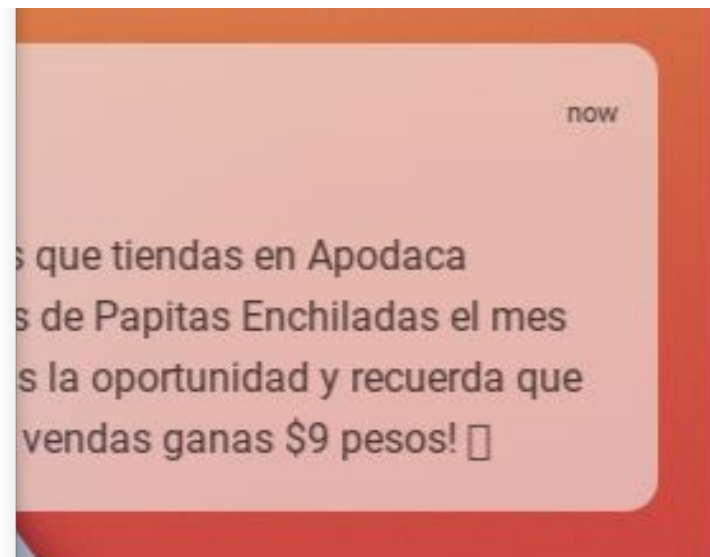 now
que tiendas en Apodaca
de Papitas Enchiladas el mes
s la oportunidad y recuerda que
vendas ganas $9 pesos!